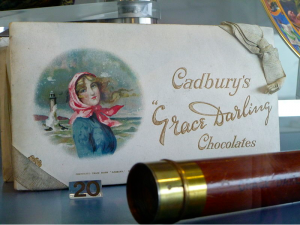 Cadbury's
"Grace Darling
Chocolates
20